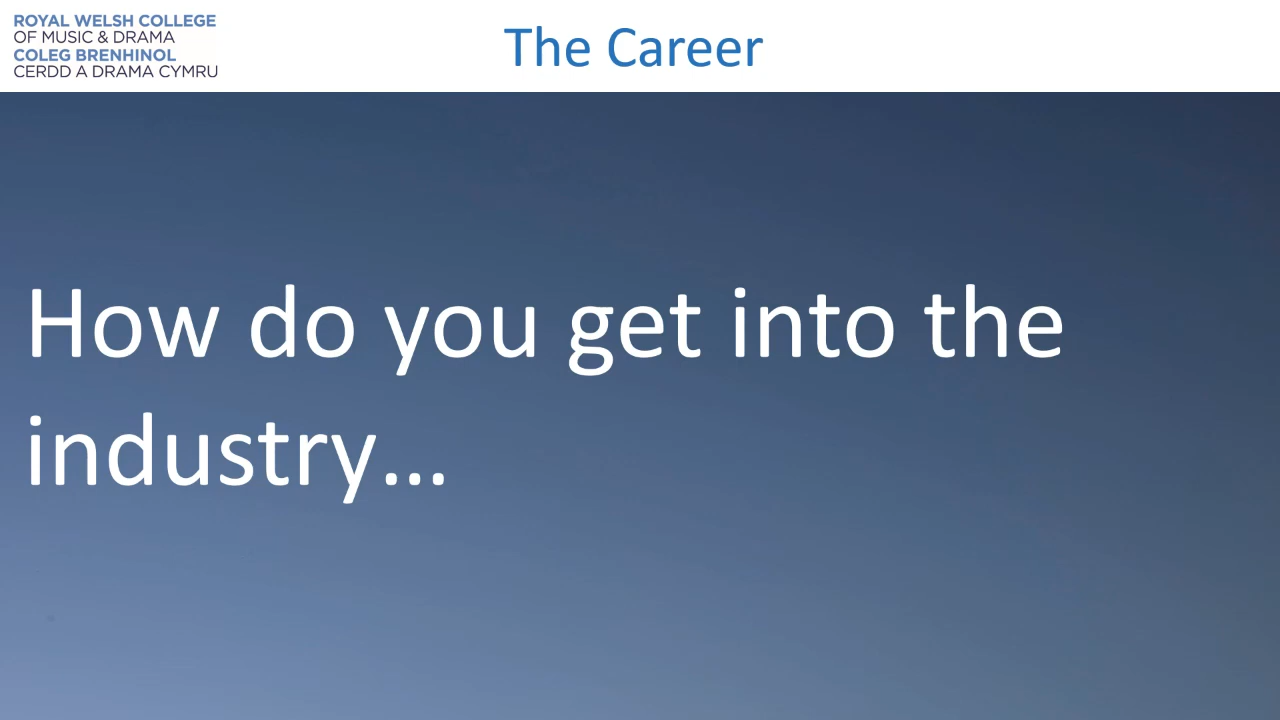 ROYAL WELSH COLLEGE
OF MUSIC & DRAMA
COLEG BRENHINOL
CERDD A DRAMA CYMRU
The Career
How do you get into the
industry...